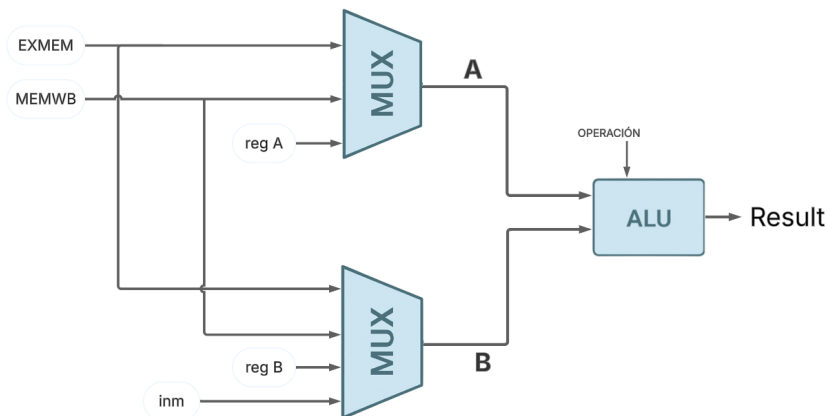 EXMEM
MUX
A
MEMWB
reg A
OPERACIÓN
ALU
Result
MUX
reg B
B
inm